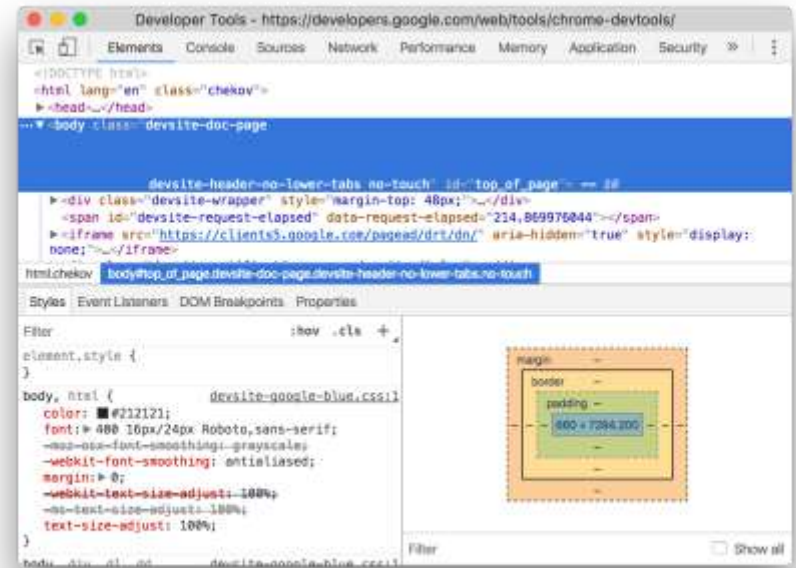 Developer Tools - https://developers.google.com/web/tools/chrome-devtools/
Elements Console Sources Network Performance Memory Application Security »
<!DOCTYPE html>
<html lang="en" class="chekov">
▶<head>…</head>
…▼<body class="devsite-doc-page
devsite-header-no-lower-tabs no-touch" id="top_of_page"> == $0
▶<div class="devsite-wrapper" style="margin-top: 48px;">…</div>
<span id="devsite-request-elapsed" data-request-elapsed="214.869976044"></span>
▶<iframe src="https://clients5.google.com/pagead/drt/dn/" aria-hidden="true" style="display:
none;">…</iframe>
html.chekov body#top_of_page.devsite-doc-page.devsite-header-no-lower-tabs.no-touch
Styles Event Listeners DOM Breakpoints Properties
Filter :hov .cls +
element.style {
}
body, html { devsite-google-blue.css:1
color: #212121;
font:▶ 400 16px/24px Roboto,sans-serif;
-moz-osx-font-smoothing: grayscale;
-webkit-font-smoothing: antialiased;
margin:▶ 0;
-webkit-text-size-adjust: 100%;
-ms-text-size-adjust: 100%;
text-size-adjust: 100%;
}
body, div, dl, dd, devsite-google-blue.css:1
margin –
border –
padding –
– – – 7284.200 – – –
–
–
–
Filter Show all